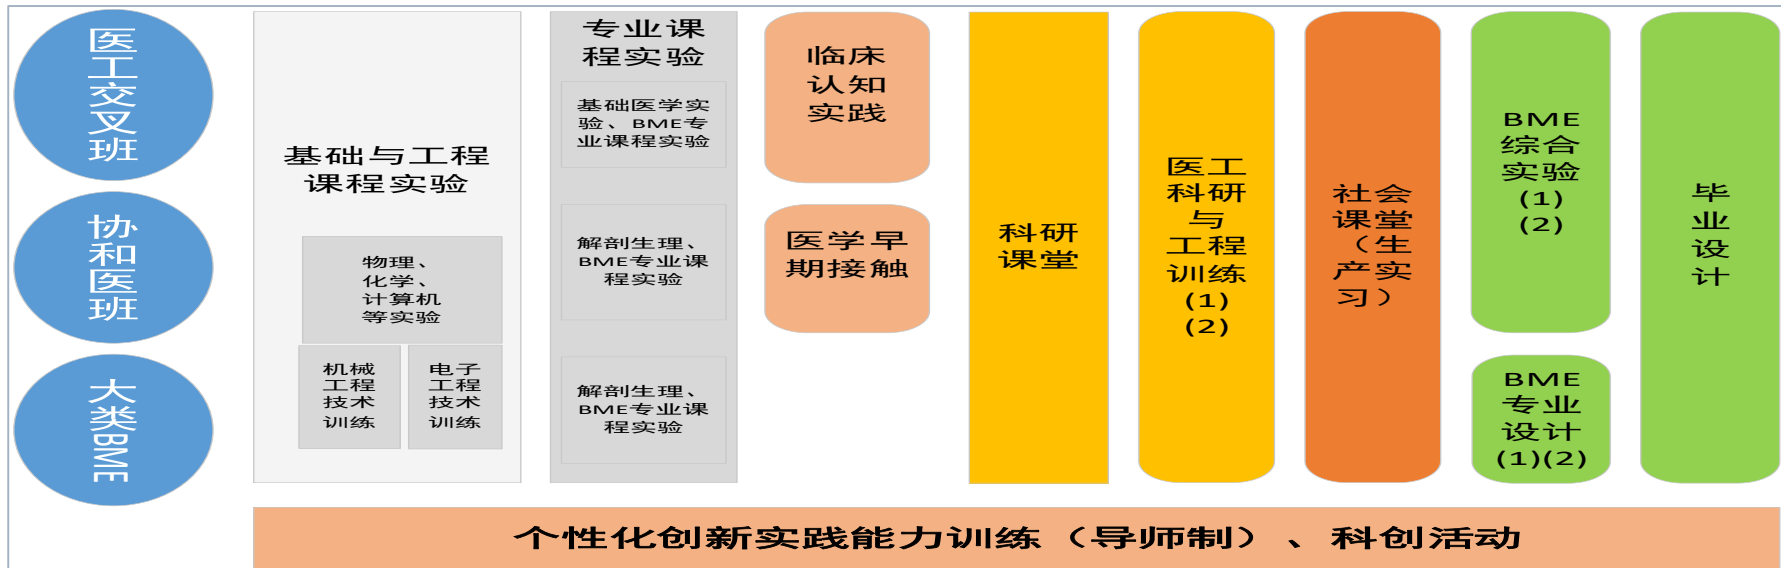 医
工
交
叉
班
协
和
医
班
大
类
BME
基础与工程
课程实验
物理、
化学、
计算机
等实验
机械
工程
技术
训练
电子
工程
技术
训练
专业课
程实验
基础医学实
验、BME专
业课程实验
解剖生理、
BME专业课
程实验
解剖生理、
BME专业课
程实验
临床
认知
实践
医学早
期接触
科研
课堂
医工
科研
与
工程
训练
(1)
(2)
社会
课堂
（生
产实
习）
BME
综合
实验
(1)
(2)
BME
专业
设计
(1)(2)
毕
业
设
计
个性化创新实践能力训练（导师制）、科创活动